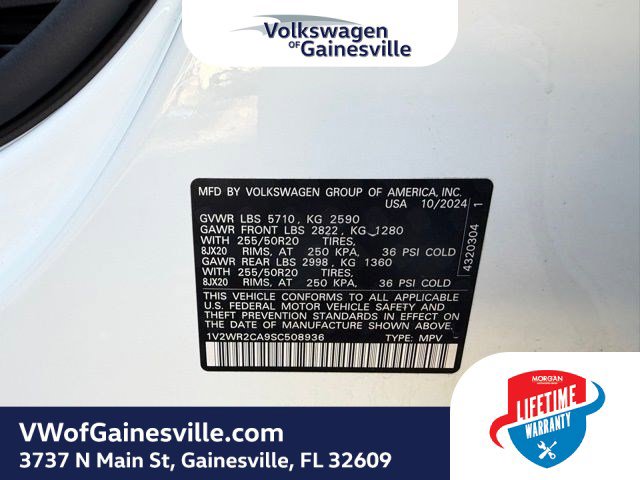 Volkswagen
OF Gainesville
MFD BY VOLKSWAGEN GROUP OF AMERICA, INC.
USA 10/2024
GVWR LBS 5710, KG 2590
GAWR FRONT LBS 2822, KG 1280
WITH 255/50R20 TIRES,
8JX20 RIMS, AT 250 KPA, 36 PSI COLD
GAWR REAR LBS 2998, KG 1360
WITH 255/50R20 TIRES,
8JX20 RIMS, AT 250 KPA, 36 PSI COLD
THIS VEHICLE CONFORMS TO ALL APPLICABLE
U.S. FEDERAL MOTOR VEHICLE SAFETY AND
THEFT PREVENTION STANDARDS IN EFFECT ON
THE DATE OF MANUFACTURE SHOWN ABOVE.
1V2WR2CA9SC508936 TYPE: MPV
4320304 1
MORGAN
LIFETIME
WARRANTY
VWofGainesville.com
3737 N Main St, Gainesville, FL 32609